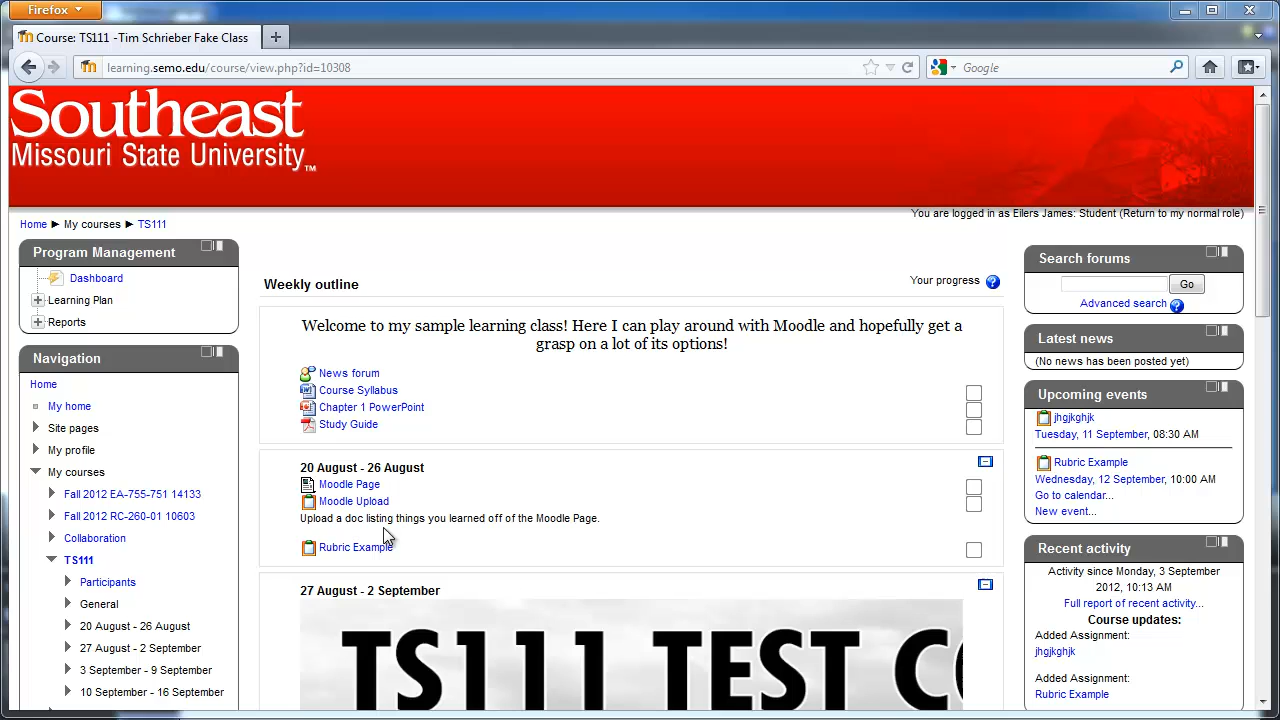 Firefox
Course: TS111 -Tim Schrieber Fake Class
learning.semo.edu/course/view.php?id=10308
Google
Southeast
Missouri State University™
You are logged in as Eilers James: Student (Return to my normal role)
Home ► My courses ► TS111
Program Management
Dashboard
Learning Plan
Reports
Navigation
Home
My home
Site pages
My profile
My courses
Fall 2012 EA-755-751 14133
Fall 2012 RC-260-01 10603
Collaboration
TS111
Participants
General
20 August - 26 August
27 August - 2 September
3 September - 9 September
10 September - 16 September
Weekly outline
Your progress
Welcome to my sample learning class! Here I can play around with Moodle and hopefully get a
grasp on a lot of its options!
News forum
Course Syllabus
Chapter 1 PowerPoint
Study Guide
20 August - 26 August
Moodle Page
Moodle Upload
Upload a doc listing things you learned off of the Moodle Page.
Rubric Example
27 August - 2 September
TS111 TEST CO
Search forums
Go
Advanced search
Latest news
(No news has been posted yet)
Upcoming events
jhgjkghjk
Tuesday, 11 September, 08:30 AM
Rubric Example
Wednesday, 12 September, 10:00 AM
Go to calendar...
New event...
Recent activity
Activity since Monday, 3 September
2012, 10:13 AM
Full report of recent activity...
Course updates:
Added Assignment:
jhgjkghjk
Added Assignment:
Rubric Example